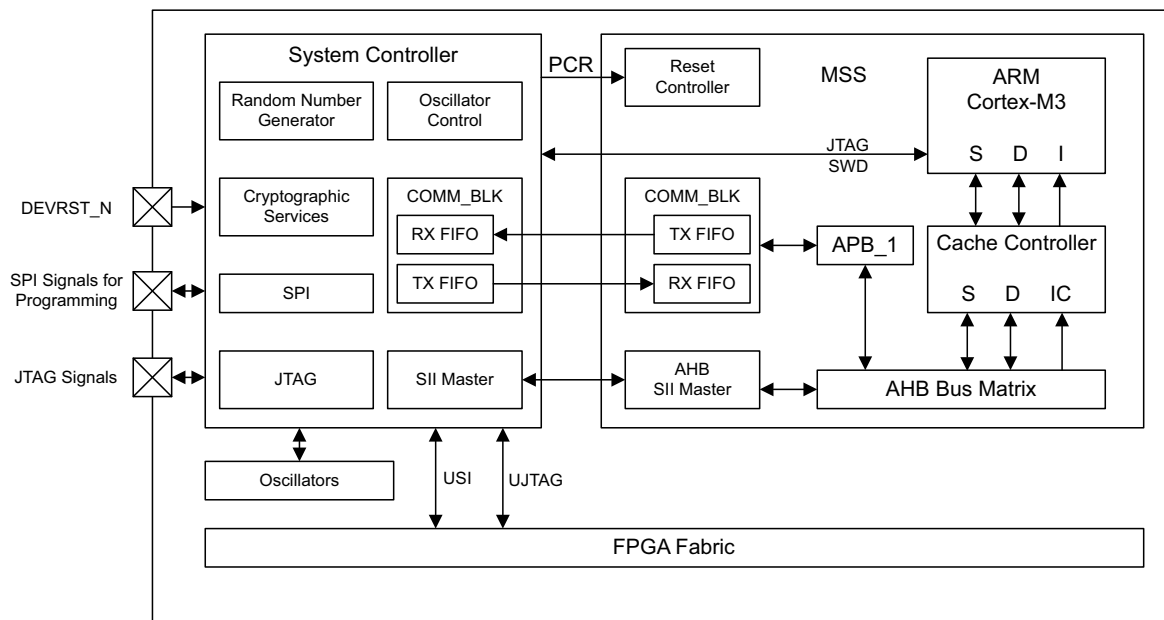 System Controller
Random Number
Generator
Oscillator
Control
Cryptographic
Services
COMM_BLK
RX FIFO
TX FIFO
SPI
JTAG
SII Master
DEVRST_N
SPI Signals for
Programming
JTAG Signals
PCR
Reset
Controller
MSS
ARM
Cortex-M3
S D I
JTAG
SWD
COMM_BLK
TX FIFO
RX FIFO
APB_1
Cache Controller
S D IC
AHB
SII Master
AHB Bus Matrix
Oscillators
USI
UJTAG
FPGA Fabric